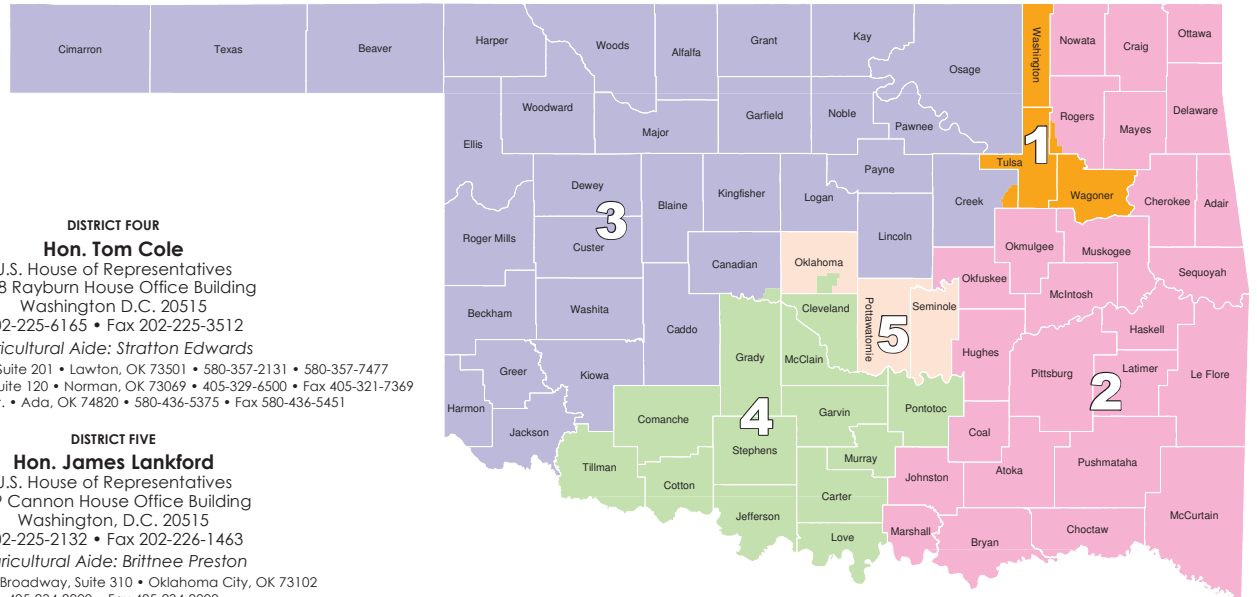 DISTRICT FOUR
Hon. Tom Cole
U.S. House of Representatives
Rayburn House Office Building
Washington D.C. 20515
225-6165 • Fax 202-225-3512
Aide: Stratton Edwards
Suite 201 • Lawton, OK 73501 • 580-357-2131 • 580-357-7477
120 • Norman, OK 73069 • 405-329-6500 • Fax 405-321-7369
• Ada, OK 74820 • 580-436-5375 • Fax 580-436-5451
DISTRICT FIVE
Hon. James Lankford
U.S. House of Representatives
Cannon House Office Building
Washington, D.C. 20515
225-2132 • Fax 202-226-1463
Aide: Brittnee Preston
Broadway, Suite 310 • Oklahoma City, OK 73102
Cimarron
Texas
Beaver
Harper
Woods
Alfalfa
Grant
Kay
Osage
Washington
Nowata
Craig
Ottawa
Ellis
Woodward
Major
Garfield
Noble
Pawnee
Rogers
Mayes
Delaware
1
Tulsa
Wagoner
Dewey
Blaine
Kingfisher
Logan
Payne
Creek
Cherokee
Adair
3
Roger Mills
Custer
Canadian
Oklahoma
Lincoln
Okmulgee
Muskogee
Sequoyah
Okfuskee
McIntosh
Beckham
Washita
Caddo
Cleveland
Pottawatomie
5
Seminole
Haskell
Greer
Kiowa
Grady
McClain
Hughes
Pittsburg
Latimer
Le Flore
2
Harmon
Jackson
Comanche
4
Garvin
Pontotoc
Coal
Tillman
Stephens
Murray
Johnston
Atoka
Pushmataha
Cotton
Carter
McCurtain
Jefferson
Love
Marshall
Bryan
Choctaw